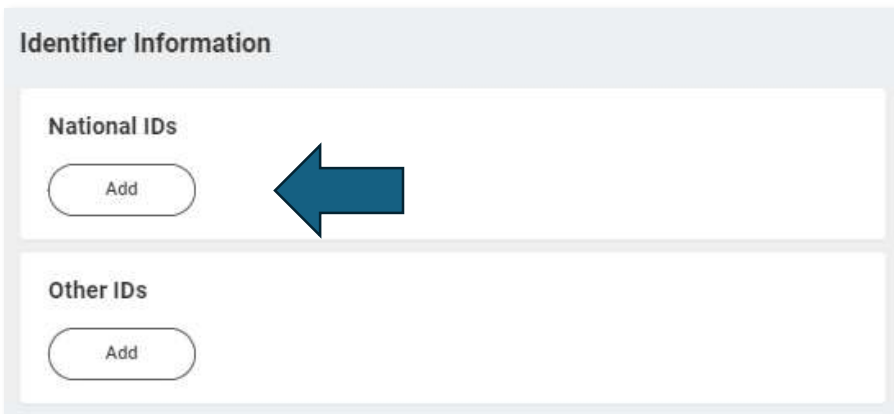 Identifier Information
National IDs
Add
Other IDs
Add